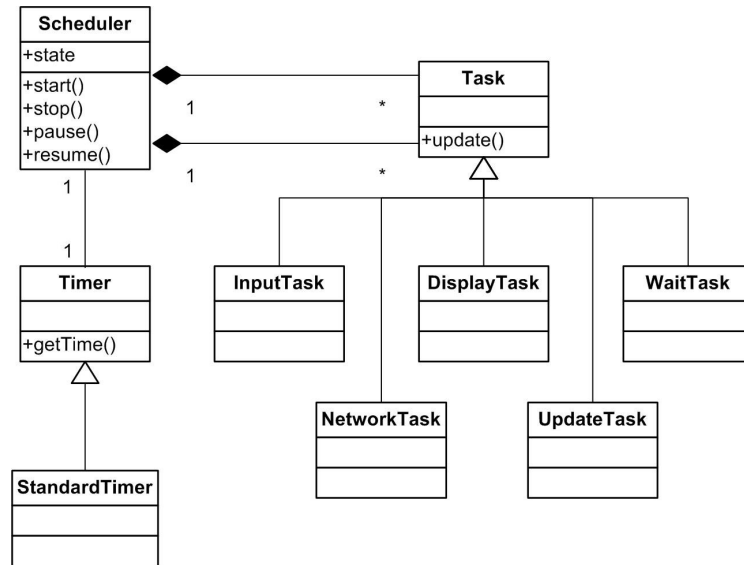 Scheduler
+state
+start()
+stop()
+pause()
+resume()
1
*
1
*
Task
+update()
1
1
Timer
+getTime()
InputTask
DisplayTask
WaitTask
NetworkTask
UpdateTask
StandardTimer